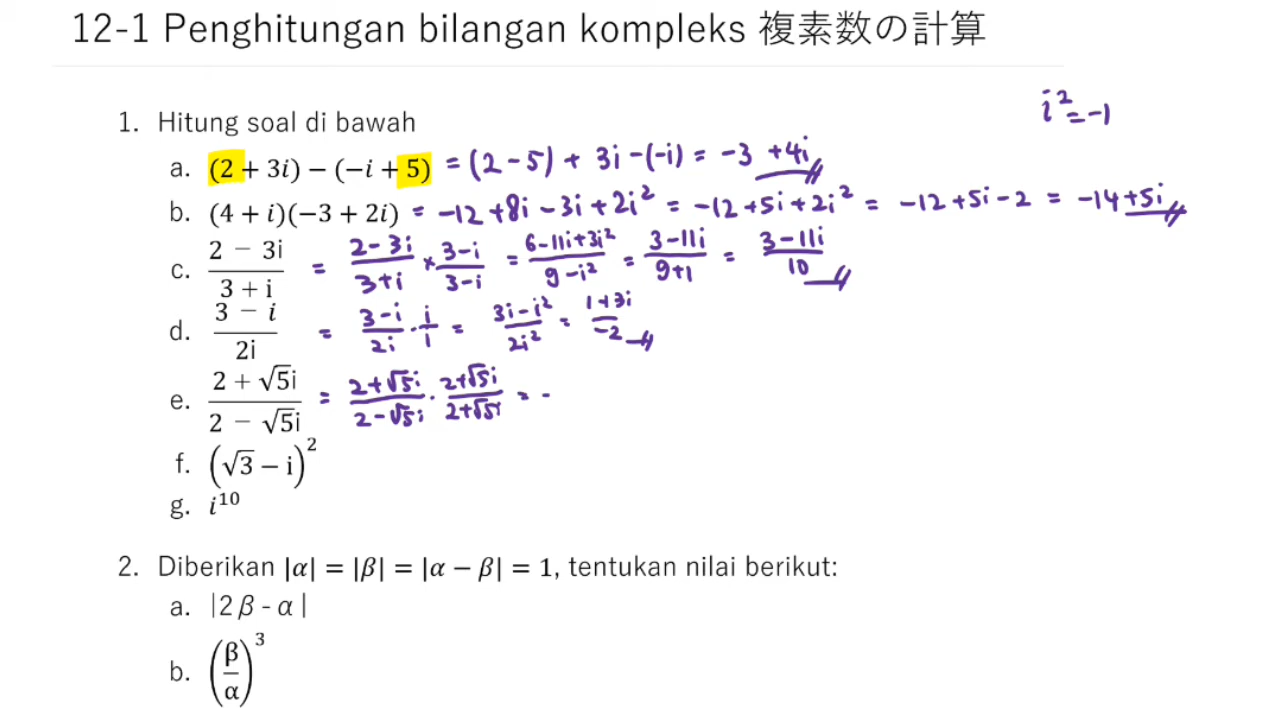 12-1 Penghitungan bilangan kompleks 複素数の計算
i² = -1
1. Hitung soal di bawah
a. (2 + 3i) − (−i + 5) = (2 - 5) + 3i - (-i) = -3 + 4i
b. (4 + i)(−3 + 2i) = -12 + 8i - 3i + 2i² = -12 + 5i + 2i² = -12 + 5i - 2 = -14 + 5i
c. (2 − 3i)/(3 + i) = (2 - 3i)/(3 + i) × (3 - i)/(3 - i) = (6 - 11i + 3i²)/(9 - i²) = (3 - 11i)/(9 + 1) = (3 - 11i)/10
d. (3 − i)/(2i) = (3 - i)/(2i) · i/i = (3i - i²)/(2i²) = (1 + 3i)/(-2)
e. (2 + √5i)/(2 − √5i) = (2 + √5i)/(2 - √5i) · (2 + √5i)/(2 + √5i) = -
f. (√3 − i)²
g. i¹⁰
2. Diberikan |α| = |β| = |α − β| = 1, tentukan nilai berikut:
a. |2β - α|
b. (β/α)³